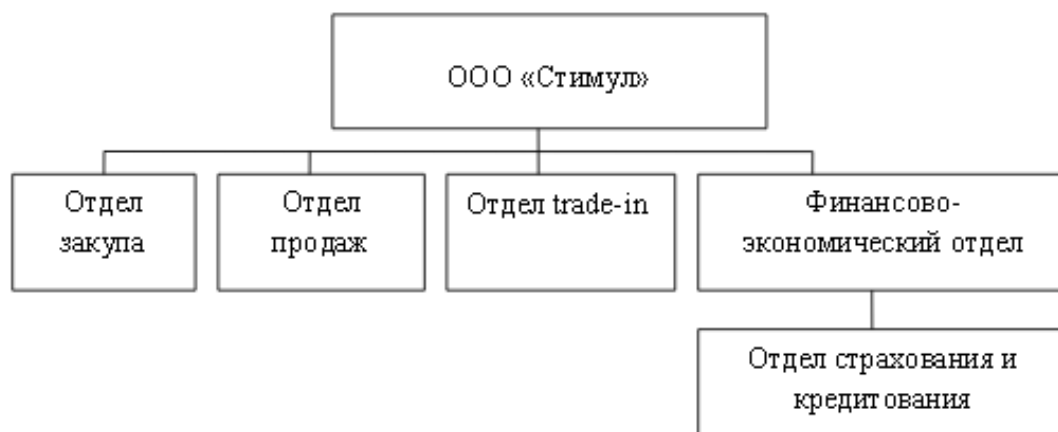 ООО «Стимул»
Отдел
закупа
Отдел
продаж
Отдел trade-in
Финансово-
экономический отдел
Отдел страхования и
кредитования